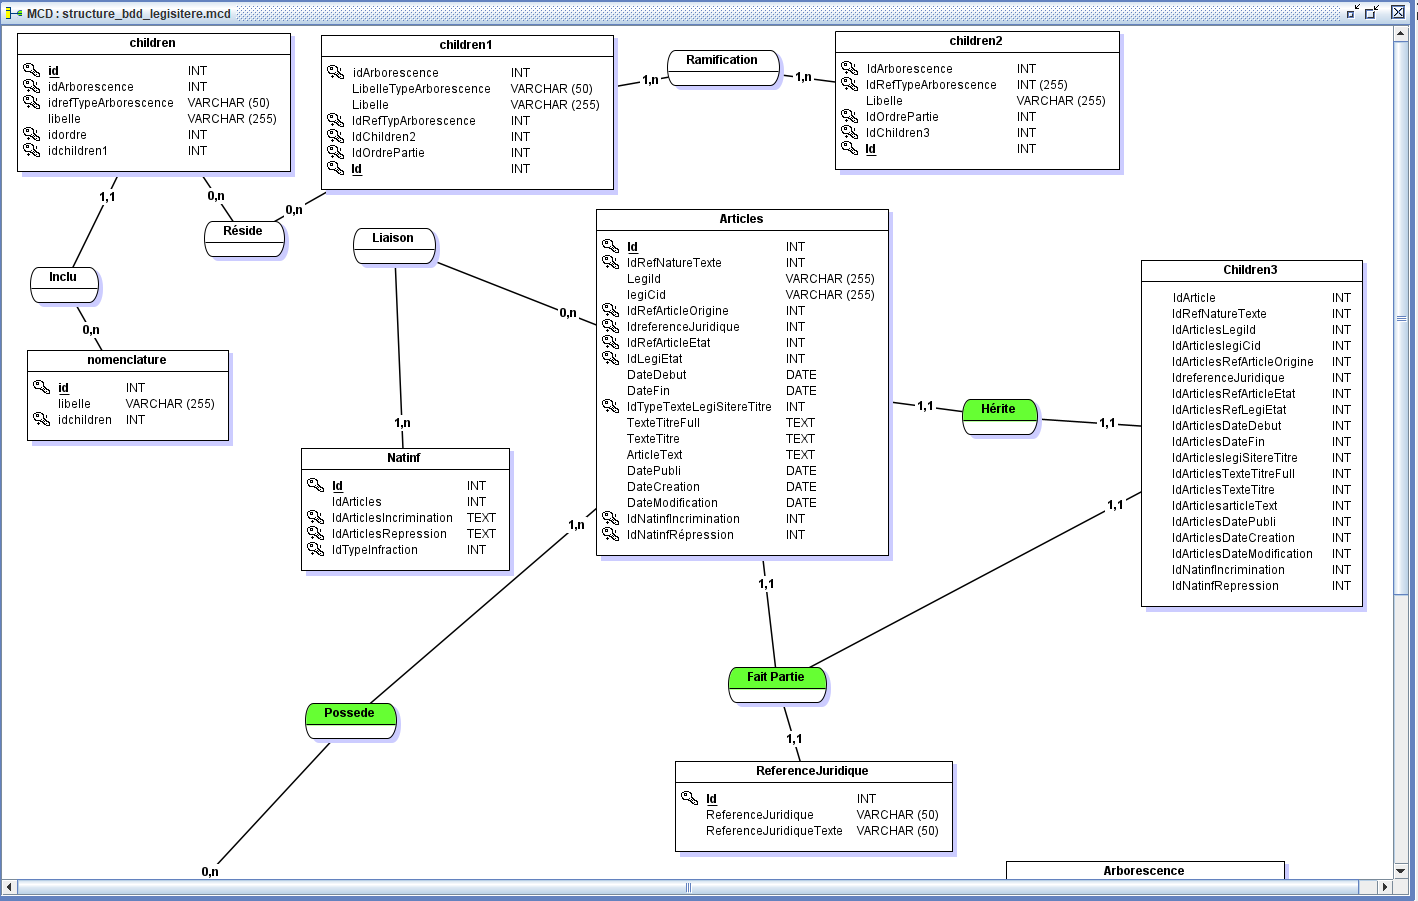 MCD : structure_bdd_legisitere.mcd
children
id INT
idArborescence INT
idrefTypeArborescence VARCHAR (50)
libelle VARCHAR (255)
idordre INT
idchildren1 INT
children1
idArborescence INT
LibelleTypeArborescence VARCHAR (50)
Libelle VARCHAR (255)
IdRefTypArborescence INT
IdChildren2 INT
IdOrdrePartie INT
Id INT
1,n
Ramification
1,n
children2
IdArborescence INT
IdRefTypeArborescence INT (255)
Libelle VARCHAR (255)
IdOrdrePartie INT
IdChildren3 INT
Id INT
1,1
0,n
0,n
Réside
Inclu
0,n
nomenclature
id INT
libelle VARCHAR (255)
idchildren INT
Liaison
0,n
1,n
Articles
Id INT
IdRefNatureTexte INT
LegiId VARCHAR (255)
legiCid VARCHAR (255)
IdRefArticleOrigine INT
IdreferenceJuridique INT
IdRefArticleEtat INT
IdLegiEtat INT
DateDebut DATE
DateFin DATE
IdTypeTexteLegiSitereTitre INT
TexteTitreFull TEXT
TexteTitre TEXT
ArticleText TEXT
DatePubli DATE
DateCreation DATE
DateModification DATE
IdNatinfIncrimination INT
IdNatinfRépression INT
1,1
Hérite
1,1
Children3
IdArticle INT
IdRefNatureTexte INT
IdArticlesLegiId INT
IdArticleslegiCid INT
IdArticlesRefArticleOrigine INT
IdreferenceJuridique INT
IdArticlesRefArticleEtat INT
IdArticlesRefLegiEtat INT
IdArticlesDateDebut INT
IdArticlesDateFin INT
IdArticleslegiSitereTitre INT
IdArticlesTexteTitreFull INT
IdArticlesTexteTitre INT
IdArticlesarticleText INT
IdArticlesDatePubli INT
IdArticlesDateCreation INT
IdArticlesDateModification INT
IdNatinfIncrimination INT
IdNatinfRepression INT
Natinf
Id INT
IdArticles INT
IdArticlesIncrimination TEXT
IdArticlesRepression TEXT
IdTypeInfraction INT
1,n
1,1
1,1
Fait Partie
Possede
1,1
ReferenceJuridique
Id INT
ReferenceJuridique VARCHAR (50)
ReferenceJuridiqueTexte VARCHAR (50)
0,n
Arborescence